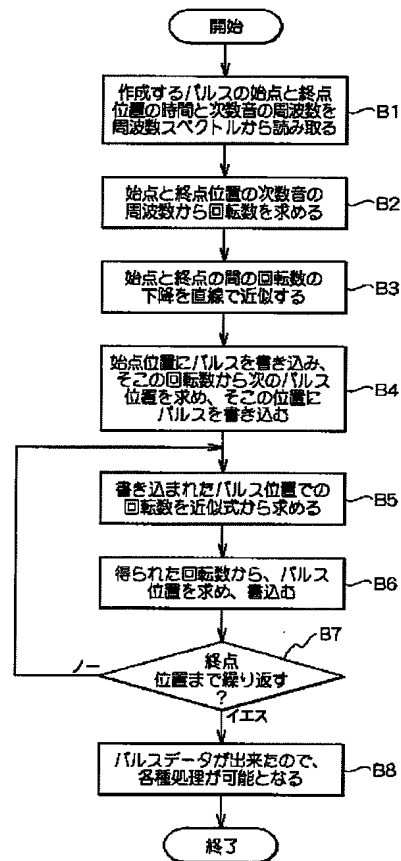 開始
作成するパルスの始点と終点
位置の時間と次数音の周波数を
周波数スペクトルから読み取る
B1
始点と終点位置の次数音の
周波数から回転数を求める
B2
始点と終点の間の回転数の
下降を直線で近似する
B3
始点位置にパルスを書き込み、
そこの回転数から次のパルス
位置を求め、そこの位置に
パルスを書き込む
B4
書き込まれたパルス位置での
回転数を近似式から求める
B5
得られた回転数から、パルス
位置を求め、書込む
B6
B7
ノー
終点
位置まで繰り返す
?
イエス
パルスデータが出来たので、
各種処理が可能となる
B8
終了